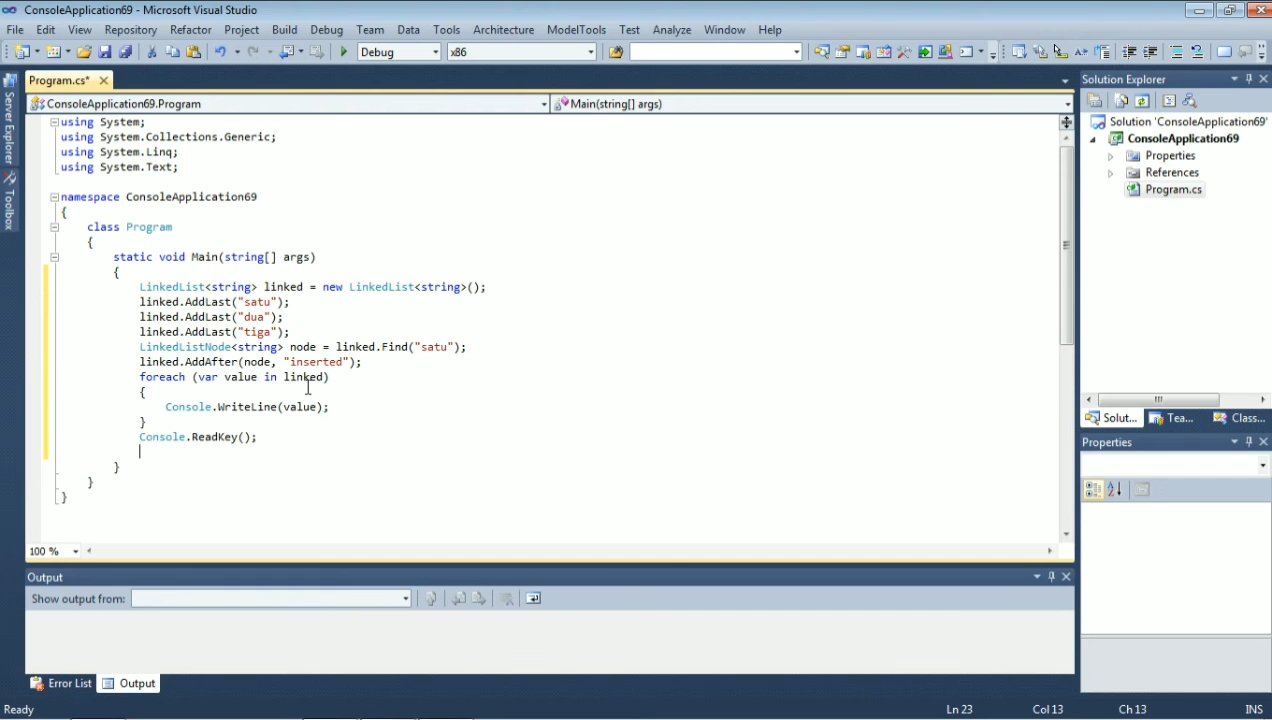 ConsoleApplication69 - Microsoft Visual Studio
File Edit View Repository Refactor Project Build Debug Team Data Tools Architecture ModelTools Test Analyze Window Help
Debug x86
Program.cs* Solution Explorer
ConsoleApplication69.Program Main(string[] args)
Server Explorer
Toolbox
using System;
using System.Collections.Generic;
using System.Linq;
using System.Text;
namespace ConsoleApplication69
{
class Program
{
static void Main(string[] args)
{
LinkedList<string> linked = new LinkedList<string>();
linked.AddLast("satu");
linked.AddLast("dua");
linked.AddLast("tiga");
LinkedListNode<string> node = linked.Find("satu");
linked.AddAfter(node, "inserted");
foreach (var value in linked)
{
Console.WriteLine(value);
}
Console.ReadKey();
}
}
}
100 %
Solution 'ConsoleApplication69'
ConsoleApplication69
Properties
References
Program.cs
Solut... Tea... Class...
Properties
Output
Show output from:
Error List Output
Ready Ln 23 Col 13 Ch 13 INS